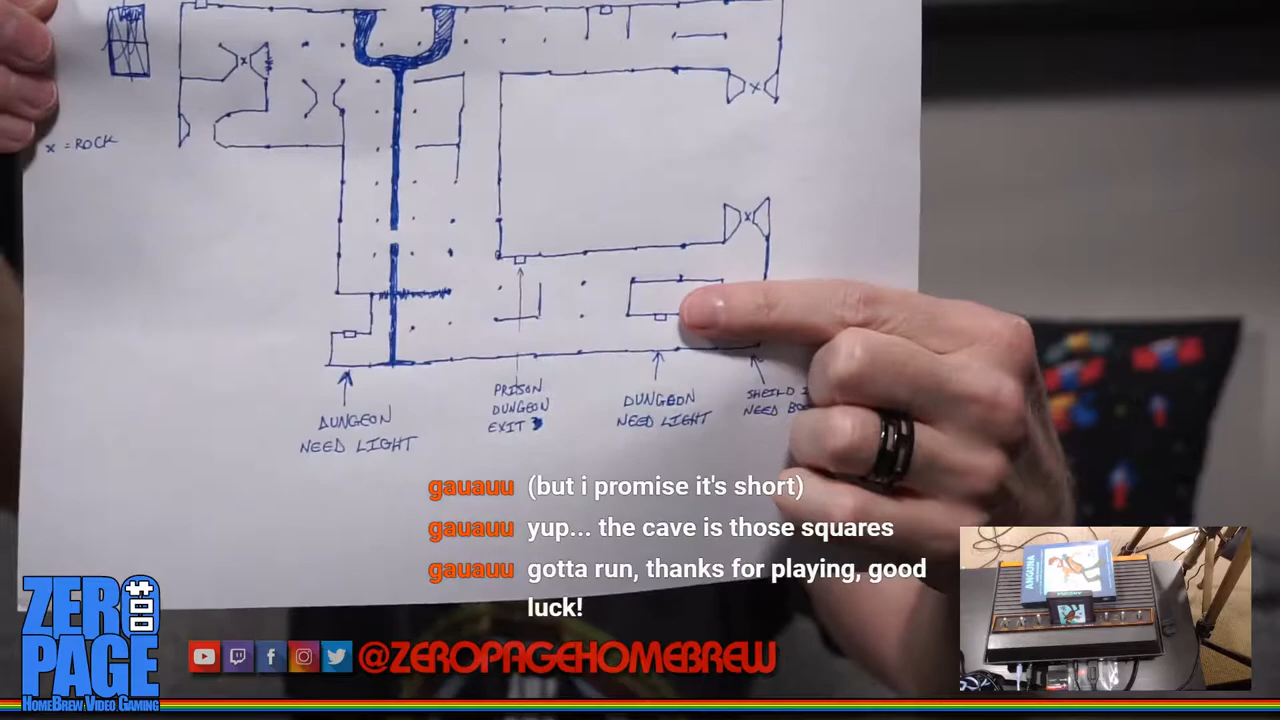 x = ROCK
DUNGEON
NEED LIGHT
PRISON
DUNGEON
EXIT
DUNGEON
NEED LIGHT
SHEILD
NEED
gauauu (but i promise it's short)
gauauu yup... the cave is those squares
gauauu gotta run, thanks for playing, good
luck!
ZERO
PAGE
HOMEBREW VIDEO GAMING
@ZEROPAGEHOMEBREW
ANGUNA